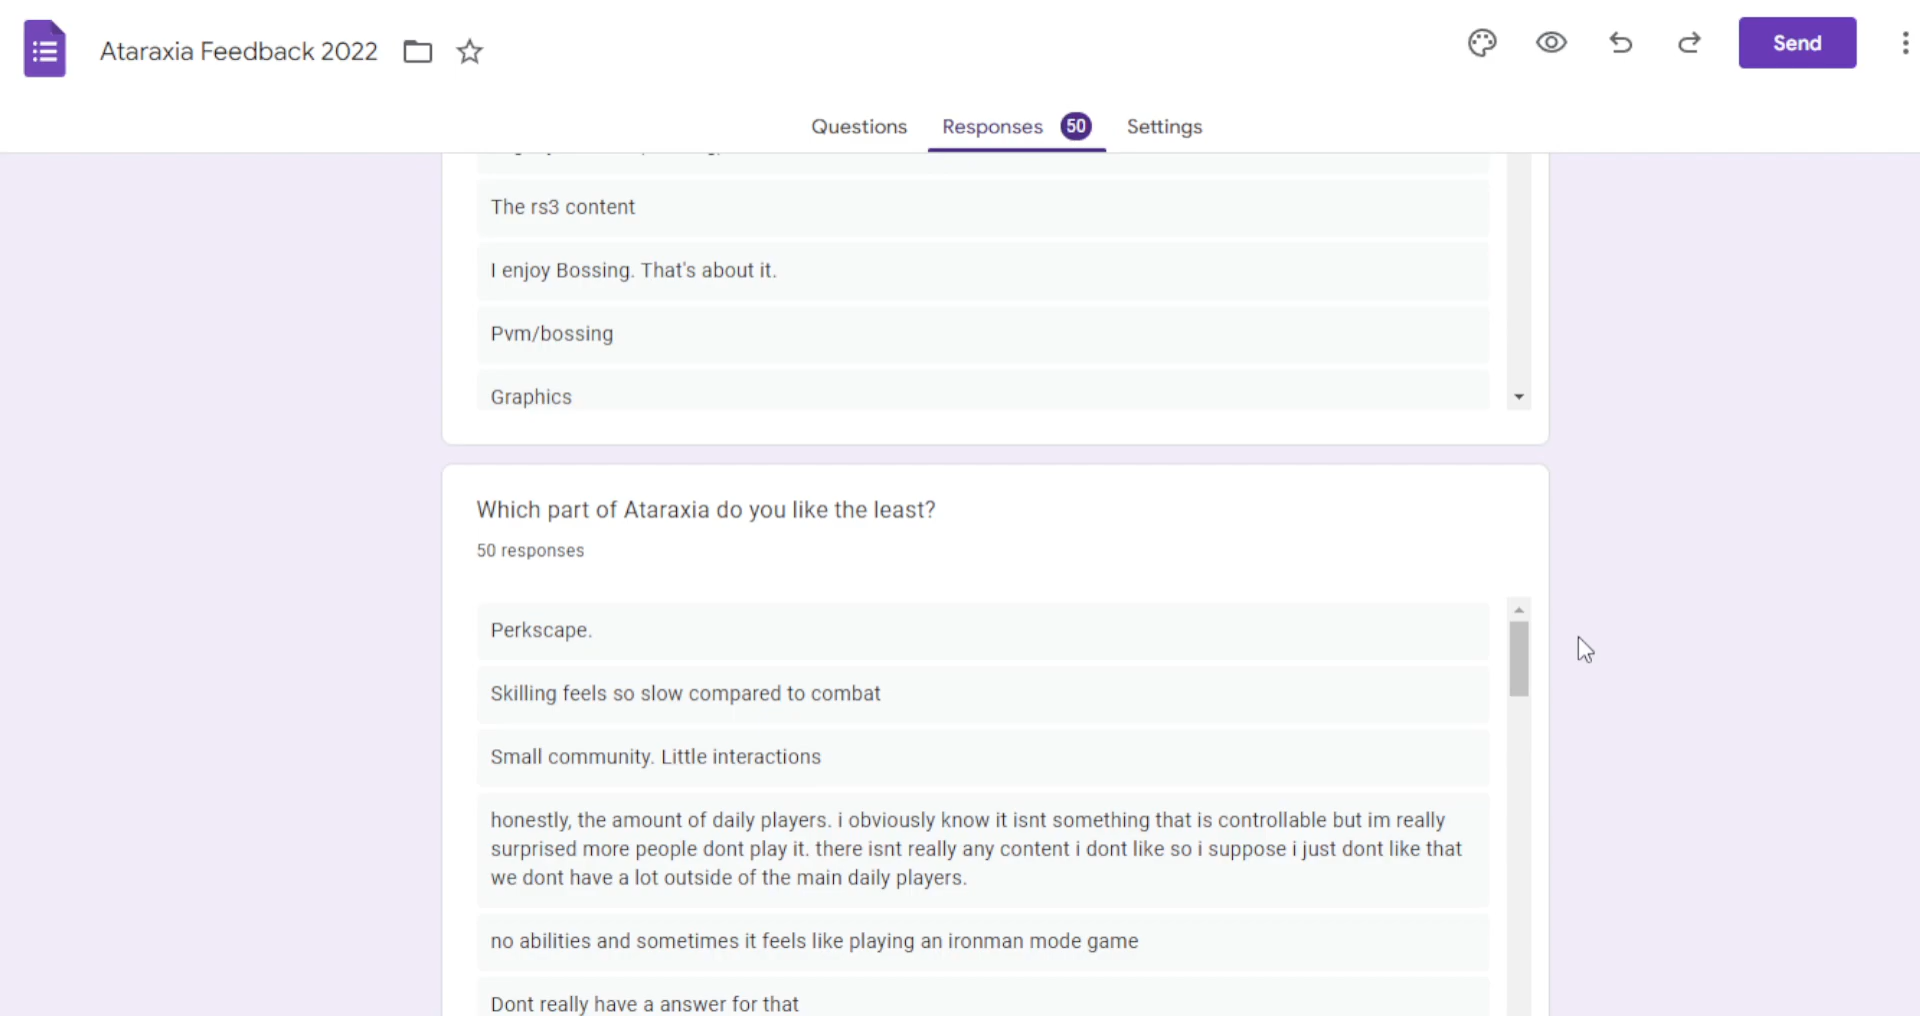 Ataraxia Feedback 2022
Send
Questions
Responses 50
Settings
The rs3 content
I enjoy Bossing. That's about it.
Pvm/bossing
Graphics
Which part of Ataraxia do you like the least?
50 responses
Perkscape.
Skilling feels so slow compared to combat
Small community. Little interactions
honestly, the amount of daily players. i obviously know it isnt something that is controllable but im really
surprised more people dont play it. there isnt really any content i dont like so i suppose i just dont like that
we dont have a lot outside of the main daily players.
no abilities and sometimes it feels like playing an ironman mode game
Dont really have a answer for that